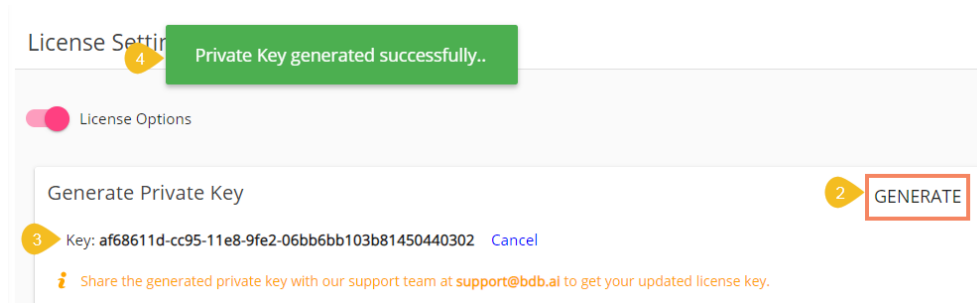 License Settin
4
Private Key generated successfully..
License Options
Generate Private Key
2
GENERATE
3
Key: af68611d-cc95-11e8-9fe2-06bb6bb103b81450440302 Cancel
i Share the generated private key with our support team at support@bdb.ai to get your updated license key.